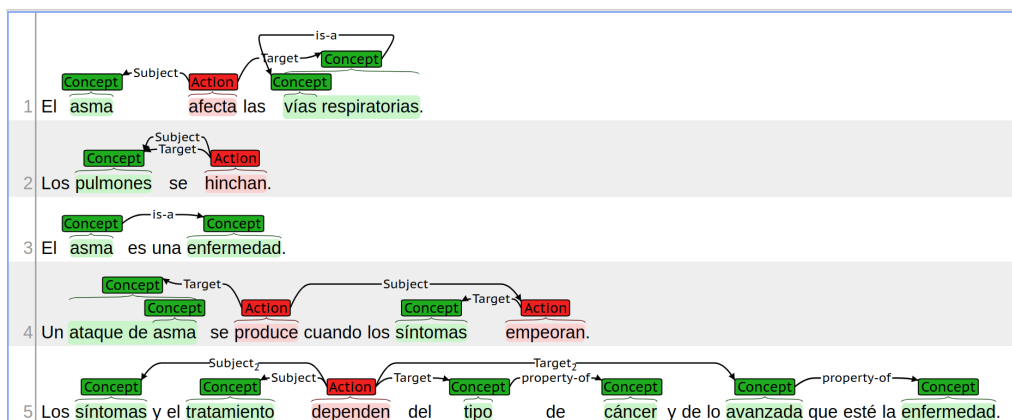 is-a
Target Concept
Concept Subject Action Concept
1 El asma afecta las vías respiratorias.
Subject
Target
Concept Action
2 Los pulmones se hinchan.
is-a
Concept Concept
3 El asma es una enfermedad.
Concept Target Subject
Concept Action Concept Target Action
4 Un ataque de asma se produce cuando los síntomas empeoran.
Subject2 Target2
Concept Concept Subject Action Target Concept property-of Concept Concept property-of Concept
5 Los síntomas y el tratamiento dependen del tipo de cáncer y de lo avanzada que esté la enfermedad.